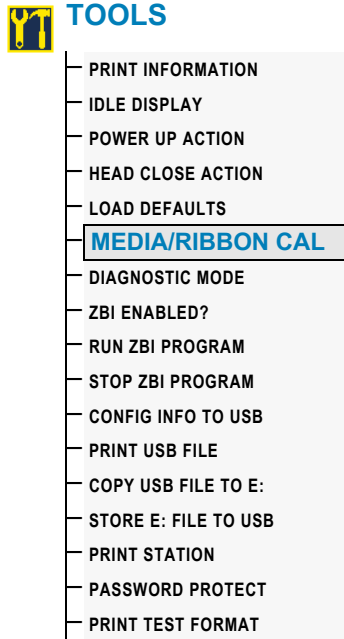 TOOLS
PRINT INFORMATION
IDLE DISPLAY
POWER UP ACTION
HEAD CLOSE ACTION
LOAD DEFAULTS
MEDIA/RIBBON CAL
DIAGNOSTIC MODE
ZBI ENABLED?
RUN ZBI PROGRAM
STOP ZBI PROGRAM
CONFIG INFO TO USB
PRINT USB FILE
COPY USB FILE TO E:
STORE E: FILE TO USB
PRINT STATION
PASSWORD PROTECT
PRINT TEST FORMAT